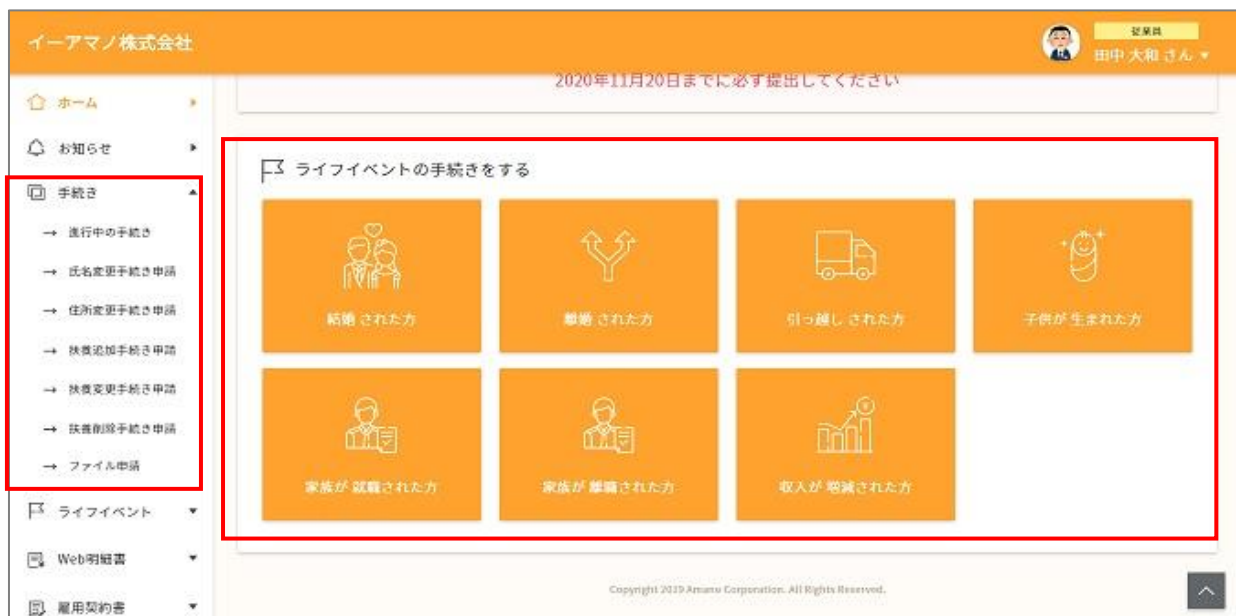 イーアマノ株式会社
従業員
田中 大和 さん
2020年11月20日までに必ず提出してください
ホーム
お知らせ
手続き
→ 進行中の手続き
→ 氏名変更手続き申請
→ 住所変更手続き申請
→ 扶養追加手続き申請
→ 扶養変更手続き申請
→ 扶養削除手続き申請
→ ファイル申請
ライフイベント
Web明細書
雇用契約書
ライフイベントの手続きをする
結婚 された方
離婚 された方
引っ越し された方
子供が 生まれた方
家族が 就職された方
家族が 離職された方
収入が 増減された方
Copyright 2019 Amano Corporation. All Rights Reserved.